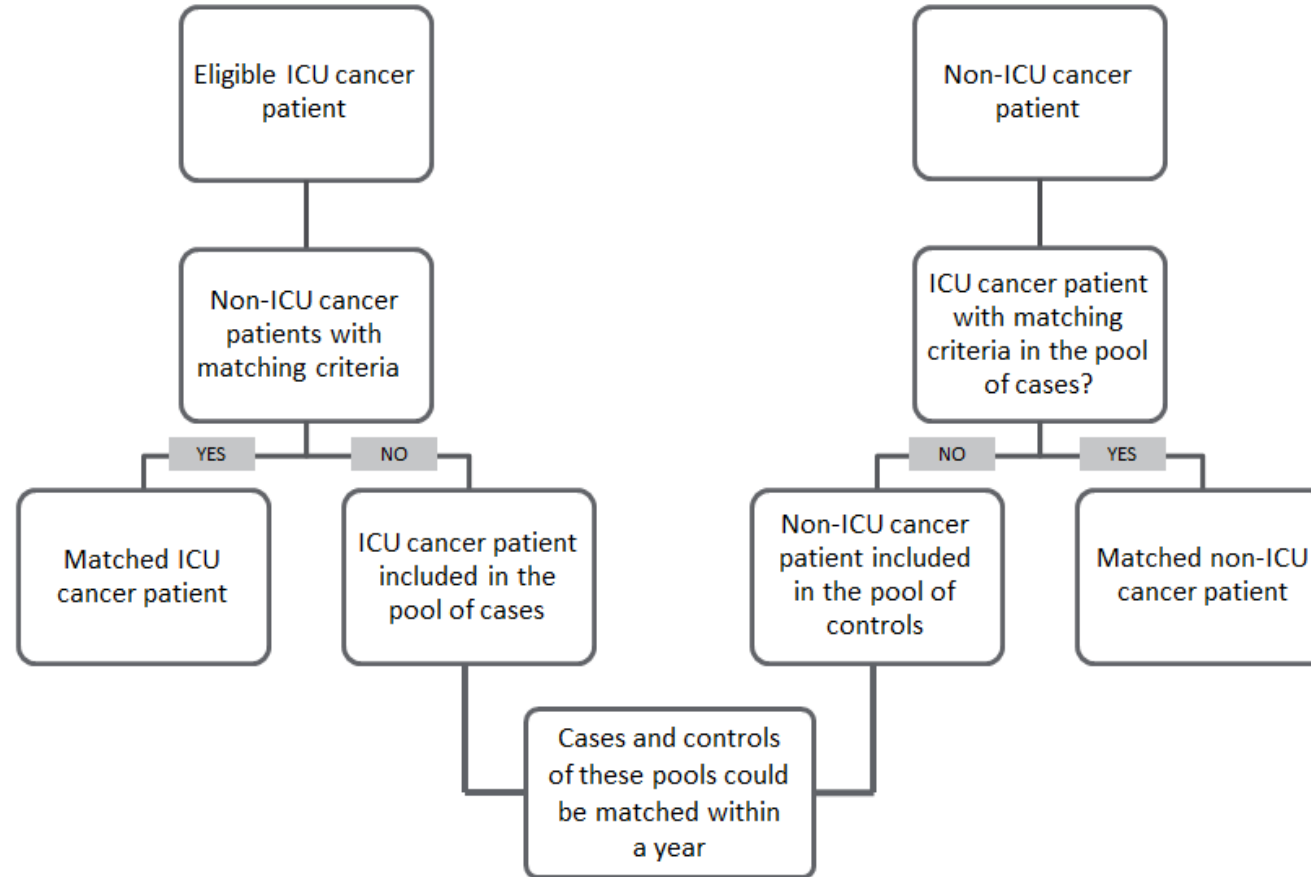 Eligible ICU cancer
patient
Non-ICU cancer
patient
Non-ICU cancer
patients with
matching criteria
ICU cancer patient
with matching
criteria in the pool
of cases?
YES
NO
NO
YES
Matched ICU
cancer patient
ICU cancer patient
included in the
pool of cases
Non-ICU cancer
patient included
in the pool of
controls
Matched non-ICU
cancer patient
Cases and controls
of these pools could
be matched within
a year